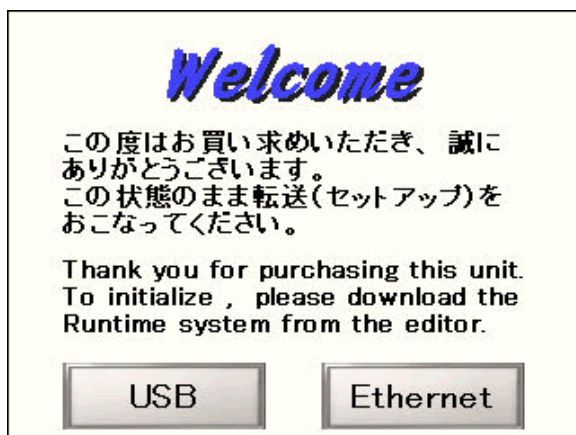 Welcome
この度はお買い求めいただき、誠に
ありがとうございます。
この状態のまま転送(セットアップ)を
おこなってください。
Thank you for purchasing this unit.
To initialize , please download the
Runtime system from the editor.
USB
Ethernet